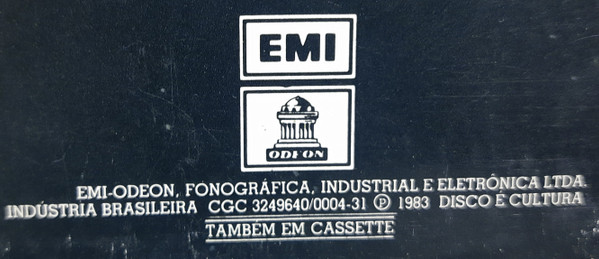 EMI
ODEON
EMI-ODEON, FONOGRÁFICA, INDUSTRIAL E ELETRÔNICA LTDA.
INDÚSTRIA BRASILEIRA CGC 3249640/0004-31 Ⓟ 1983 DISCO É CULTURA
TAMBÉM EM CASSETTE